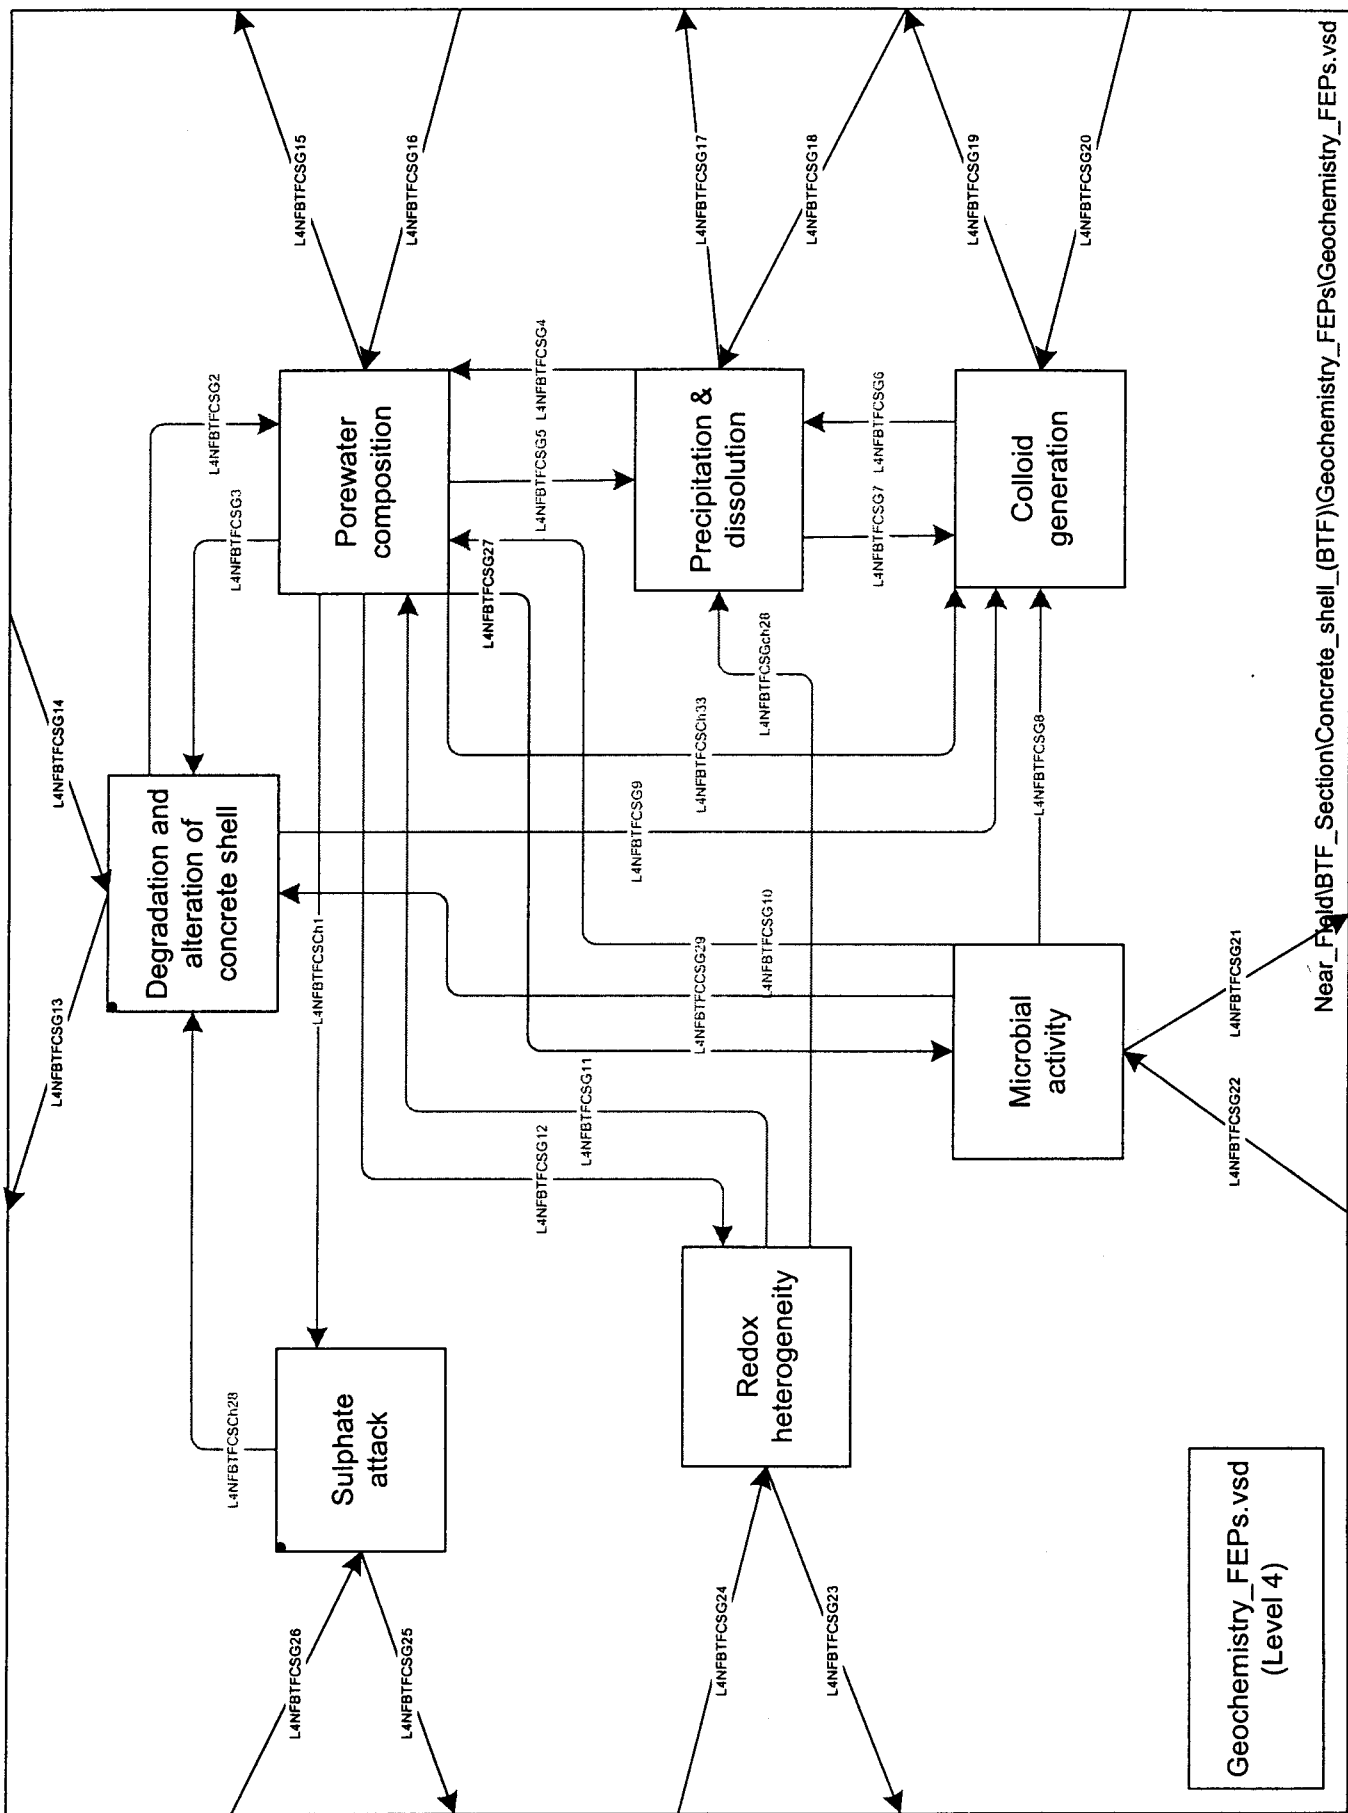 L4NFBTFCSG13
L4NFBTFCSG14
Degradation and
alteration of
concrete shell
L4NFBTFCSCh28
L4NFBTFCSG3
L4NFBTFCSG2
L4NFBTFCSG26
L4NFBTFCSG25
Sulphate
attack
L4NFBTFCSCh1
Porewater
composition
L4NFBTFCSG15
L4NFBTFCSG16
L4NFBTFCSG27
L4NFBTFCSG5
L4NFBTFCSG4
L4NFBTFCSG12
L4NFBTFCSG11
L4NFBTFCSG9
L4NFBTFCSCh33
L4NFBTFCCSG29
L4NFBTFCSG10
L4NFBTFCSGch28
L4NFBTFCSG24
L4NFBTFCSG23
Redox
heterogeneity
Precipitation &
dissolution
L4NFBTFCSG17
L4NFBTFCSG18
L4NFBTFCSG7
L4NFBTFCSG6
L4NFBTFCSG8
Microbial
activity
Colloid
generation
L4NFBTFCSG19
L4NFBTFCSG20
L4NFBTFCSG22
L4NFBTFCSG21
Geochemistry_FEPs.vsd
(Level 4)
Near_Field\BTF_Section\Concrete_shell_(BTF)\Geochemistry_FEPs\Geochemistry_FEPs.vsd